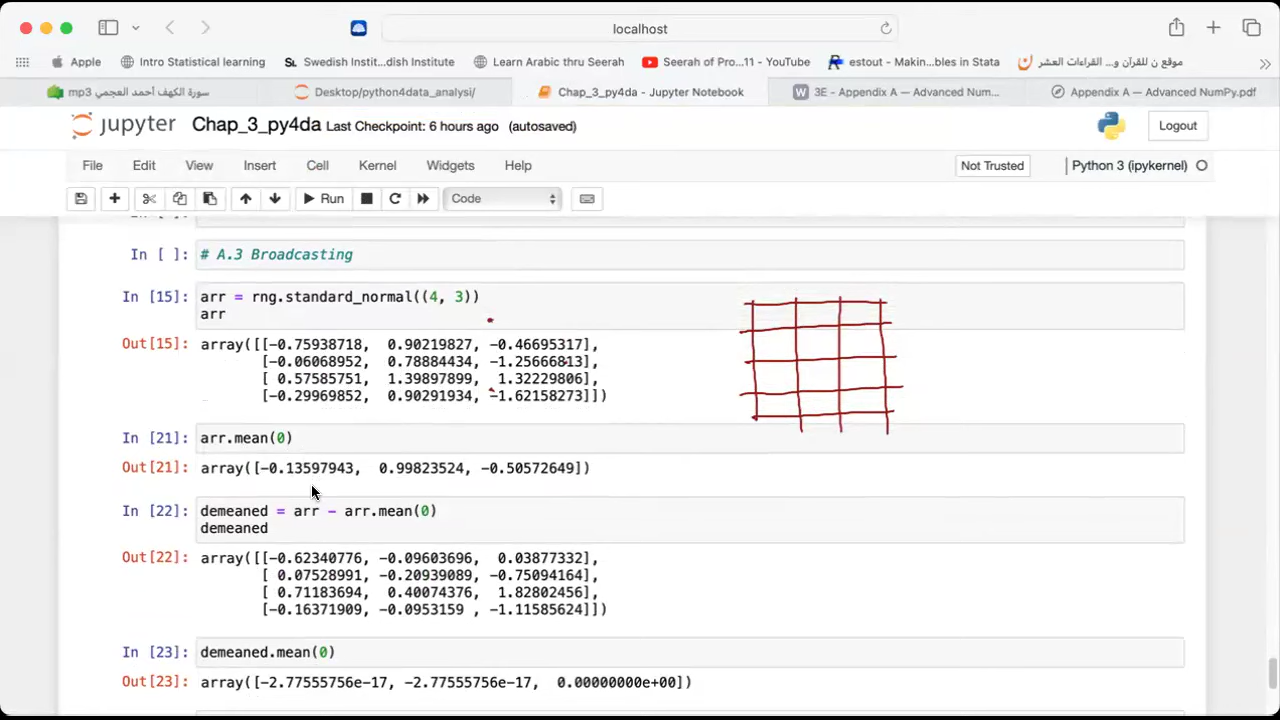 localhost
Apple
Intro Statistical learning
SL Swedish Instit...dish Institute
Learn Arabic thru Seerah
Seerah of Pro...11 - YouTube
estout - Makin...bles in Stata
موقع ن للقرآن و... القراءات العشر
سورة الكهف أحمد العجمي mp3
Desktop/python4data_analysi/
Chap_3_py4da - Jupyter Notebook
W 3E - Appendix A — Advanced Num...
Appendix A — Advanced NumPy.pdf
jupyter Chap_3_py4da Last Checkpoint: 6 hours ago (autosaved)
Logout
File Edit View Insert Cell Kernel Widgets Help
Not Trusted
Python 3 (ipykernel)
Run
Code
In [ ]: # A.3 Broadcasting
In [15]: arr = rng.standard_normal((4, 3))
arr
Out[15]: array([[-0.75938718, 0.90219827, -0.46695317],
[-0.06068952, 0.78884434, -1.25666813],
[ 0.57585751, 1.39897899, 1.32229806],
[-0.29969852, 0.90291934, -1.62158273]])
In [21]: arr.mean(0)
Out[21]: array([-0.13597943, 0.99823524, -0.50572649])
In [22]: demeaned = arr - arr.mean(0)
demeaned
Out[22]: array([[-0.62340776, -0.09603696, 0.03877332],
[ 0.07528991, -0.20939089, -0.75094164],
[ 0.71183694, 0.40074376, 1.82802456],
[-0.16371909, -0.0953159 , -1.11585624]])
In [23]: demeaned.mean(0)
Out[23]: array([-2.77555756e-17, -2.77555756e-17, 0.00000000e+00])